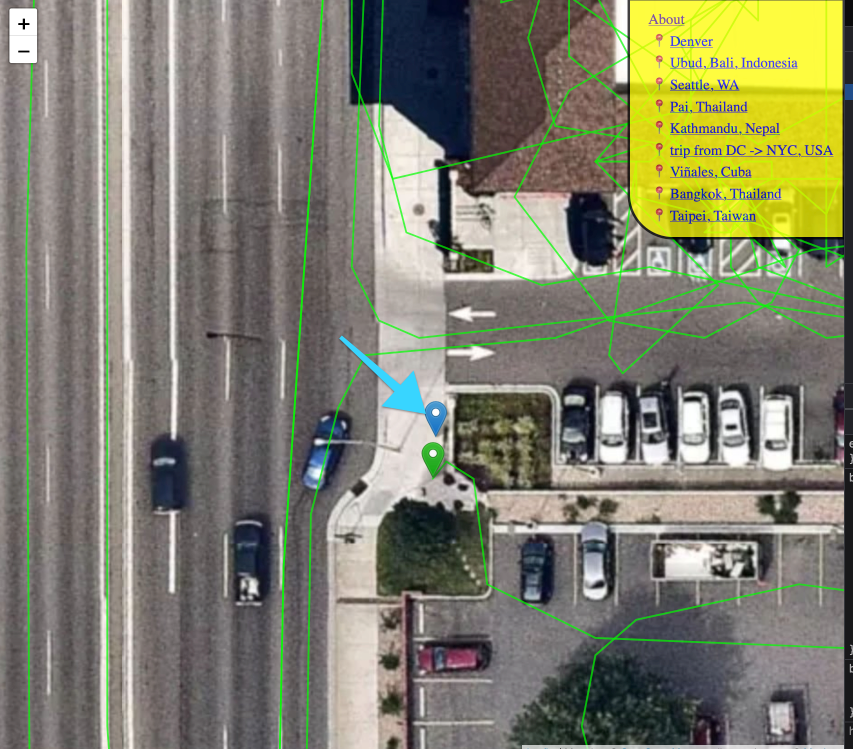 +
−
About
Denver
Ubud, Bali, Indonesia
Seattle, WA
Pai, Thailand
Kathmandu, Nepal
trip from DC -> NYC, USA
Viñales, Cuba
Bangkok, Thailand
Taipei, Taiwan